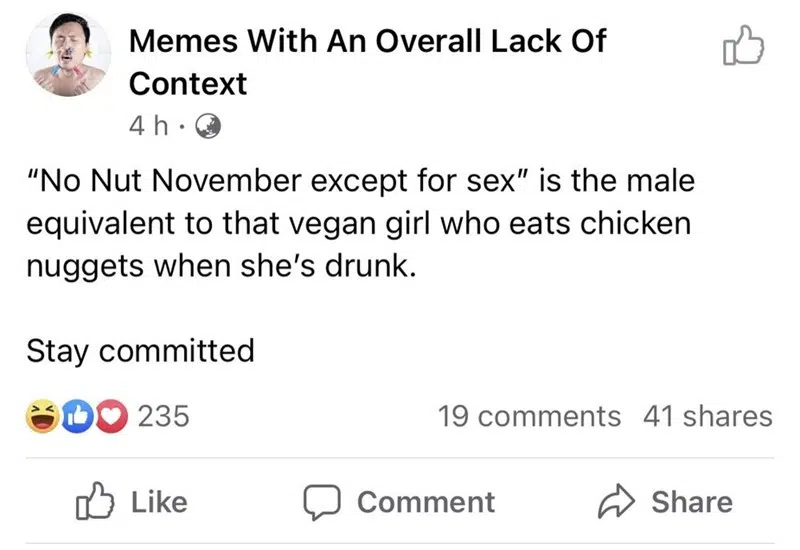 Memes With An Overall Lack Of
Context
4 h ·
“No Nut November except for sex” is the male
equivalent to that vegan girl who eats chicken
nuggets when she’s drunk.
Stay committed
235 19 comments 41 shares
Like Comment Share